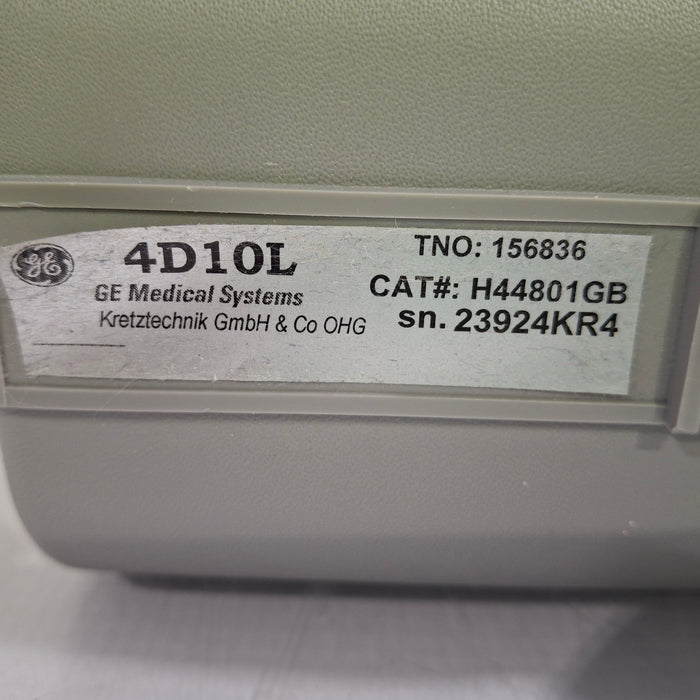 GE
4D10L
GE Medical Systems
Kretztechnik GmbH & Co OHG
TNO: 156836
CAT#: H44801GB
sn. 23924KR4